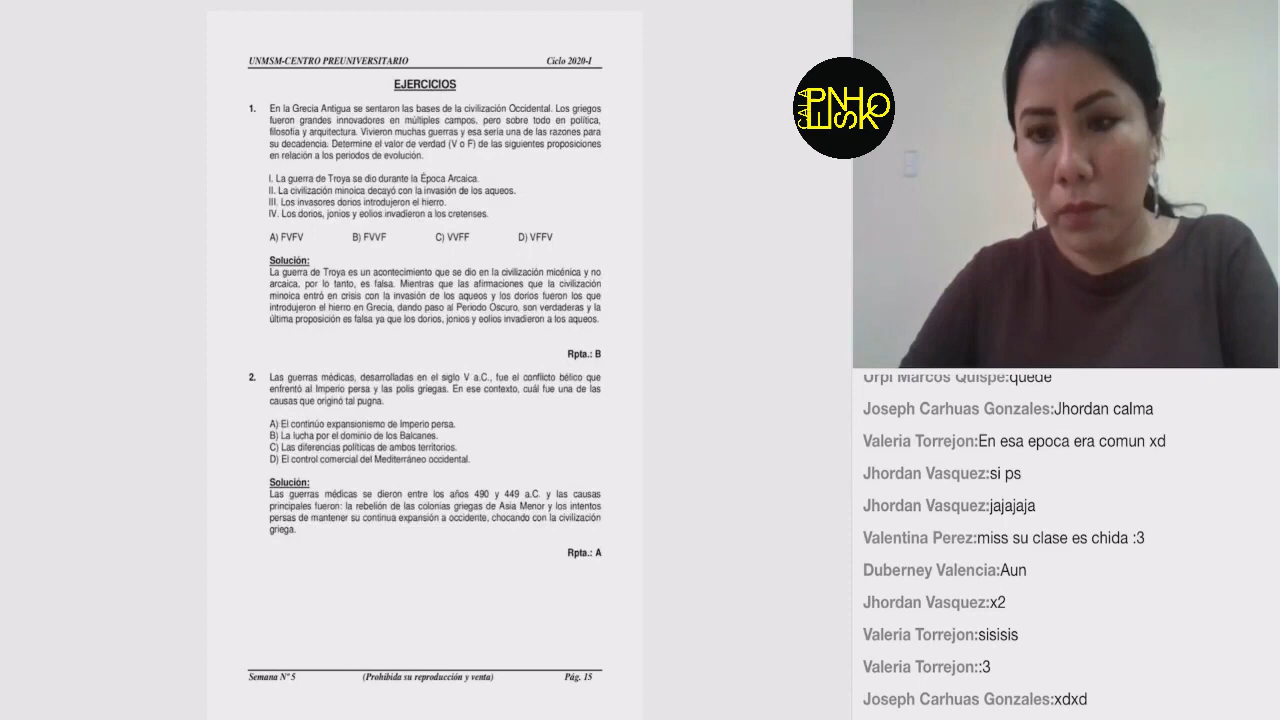 UNMSM-CENTRO PREUNIVERSITARIO Ciclo 2020-I
EJERCICIOS
1. En la Grecia Antigua se sentaron las bases de la civilización Occidental. Los griegos
fueron grandes innovadores en múltiples campos, pero sobre todo en política,
filosofía y arquitectura. Vivieron muchas guerras y esa sería una de las razones para
su decadencia. Determine el valor de verdad (V o F) de las siguientes proposiciones
en relación a los periodos de evolución.
I. La guerra de Troya se dio durante la Época Arcaica.
II. La civilización minoica decayó con la invasión de los aqueos.
III. Los invasores dorios introdujeron el hierro.
IV. Los dorios, jonios y eolios invadieron a los cretenses.
A) FVFV B) FVVF C) VVFF D) VFFV
Solución:
La guerra de Troya es un acontecimiento que se dio en la civilización micénica y no
arcaica, por lo tanto, es falsa. Mientras que las afirmaciones que la civilización
minoica entró en crisis con la invasión de los aqueos y los dorios fueron los que
introdujeron el hierro en Grecia, dando paso al Periodo Oscuro, son verdaderas y la
última proposición es falsa ya que los dorios, jonios y eolios invadieron a los aqueos.
Rpta.: B
2. Las guerras médicas, desarrolladas en el siglo V a.C., fue el conflicto bélico que
enfrentó al Imperio persa y las polis griegas. En ese contexto, cuál fue una de las
causas que originó tal pugna.
A) El continúo expansionismo de Imperio persa.
B) La lucha por el dominio de los Balcanes.
C) Las diferencias políticas de ambos territorios.
D) El control comercial del Mediterráneo occidental.
Solución:
Las guerras médicas se dieron entre los años 490 y 449 a.C. y las causas
principales fueron: la rebelión de las colonias griegas de Asia Menor y los intentos
persas de mantener su continua expansión a occidente, chocando con la civilización
griega.
Rpta.: A
Semana Nº 5 (Prohibida su reproducción y venta) Pág. 15
Urpi Marcos Quispe:quede
Joseph Carhuas Gonzales:Jhordan calma
Valeria Torrejon:En esa epoca era comun xd
Jhordan Vasquez:si ps
Jhordan Vasquez:jajajaja
Valentina Perez:miss su clase es chida :3
Duberney Valencia:Aun
Jhordan Vasquez:x2
Valeria Torrejon:sisisis
Valeria Torrejon::3
Joseph Carhuas Gonzales:xdxd